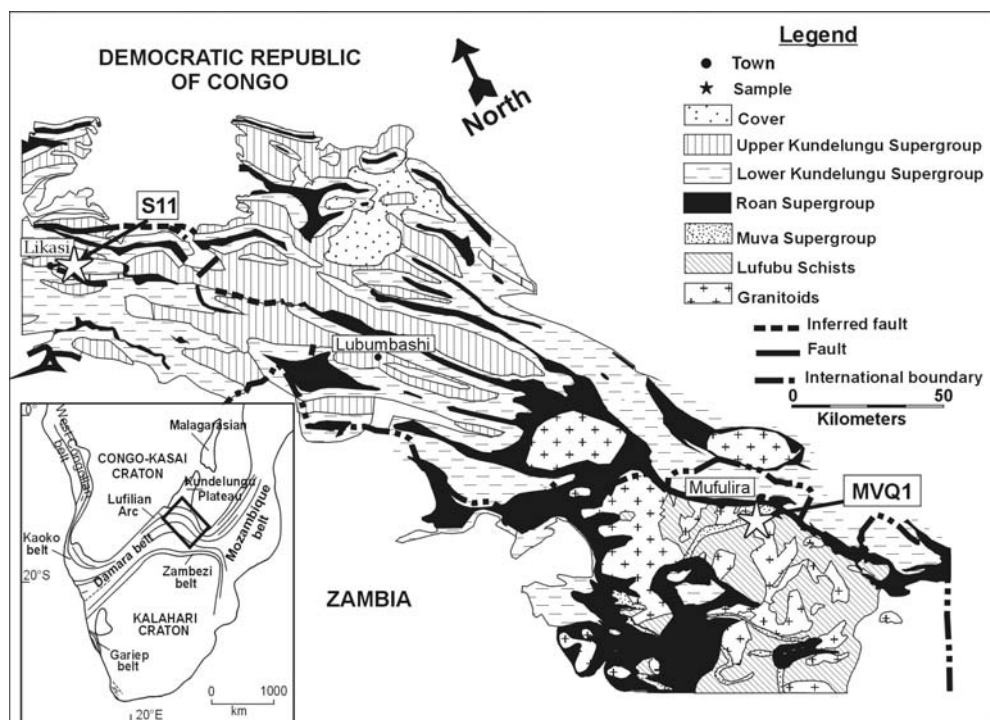 DEMOCRATIC REPUBLIC
OF CONGO
North
Legend
Town
Sample
Cover
Upper Kundelungu Supergroup
Lower Kundelungu Supergroup
Roan Supergroup
Muva Supergroup
Lufubu Schists
Granitoids
Inferred fault
Fault
International boundary
0 50
Kilometers
S11
Likasi
Lubumbashi
Mufulira
MVQ1
ZAMBIA
0°
West Congolian
belt
Malagarasian
CONGO-KASAI
CRATON
Kundelungu
Plateau
Lufilian
Arc
Mozambique
belt
Kaoko
belt
Damara belt
20°S
Zambezi
belt
KALAHARI
CRATON
Gariep
belt
0 1000
km
20°E